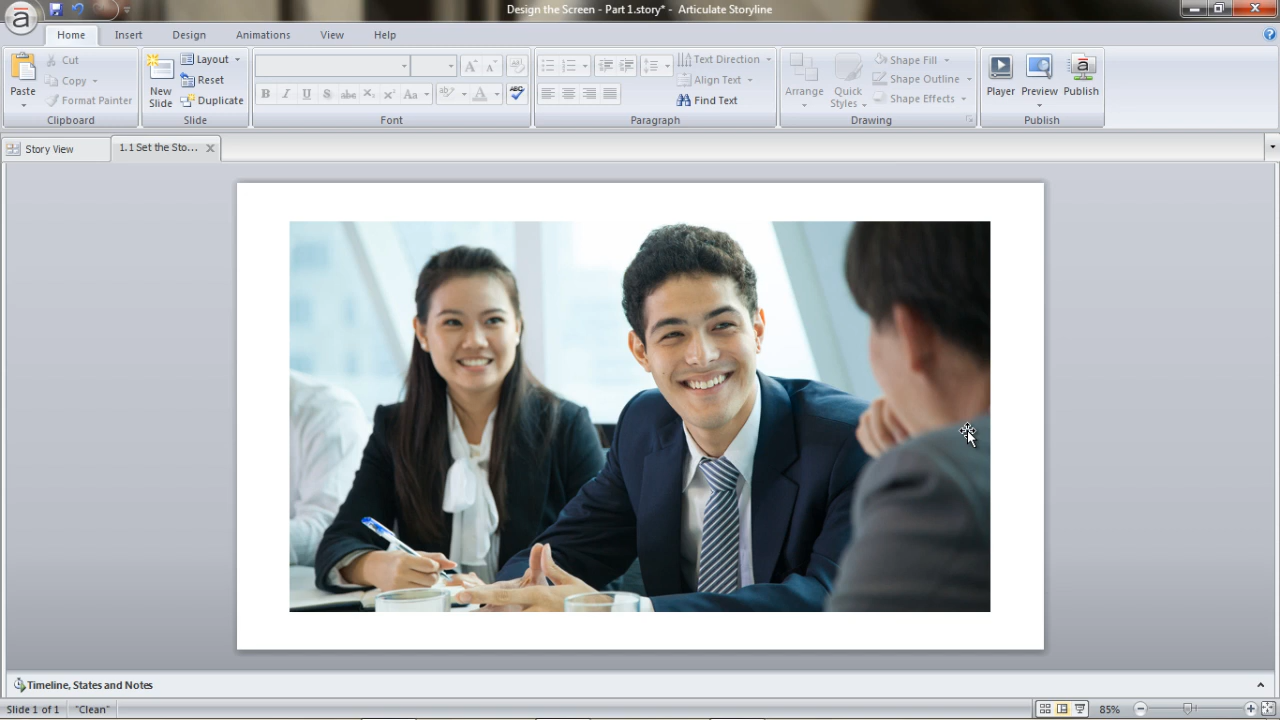 Design the Screen - Part 1.story* - Articulate Storyline
Home Insert Design Group Animations View Help
Paste
Cut
Copy
Format Painter
Clipboard
New Slide
Layout
Reset
Duplicate
Slide
B I U S abc Aa
Font
Text Direction
Align Text
Find Text
Paragraph
Arrange
Quick Styles
Shape Fill
Shape Outline
Shape Effects
Drawing
Player
Preview
Publish
Publish
Story View
1.1 Set the Sto...
Timeline, States and Notes
Slide 1 of 1 "Clean" 85%